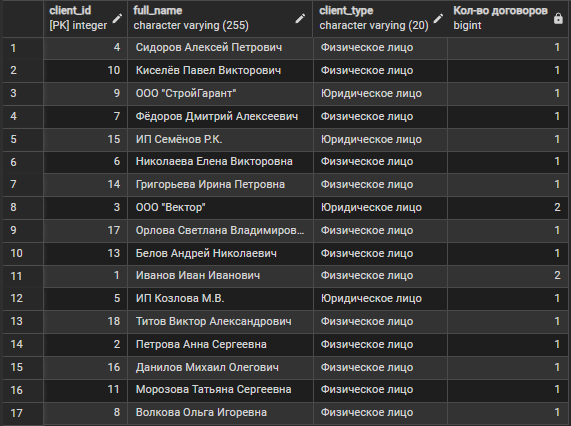 client_id full_name client_type Кол-во договоров
[PK] integer character varying (255) character varying (20) bigint
1 4 Сидоров Алексей Петрович Физическое лицо 1
2 10 Киселёв Павел Викторович Физическое лицо 1
3 9 ООО "СтройГарант" Юридическое лицо 1
4 7 Фёдоров Дмитрий Алексеевич Физическое лицо 1
5 15 ИП Семёнов Р.К. Юридическое лицо 1
6 6 Николаева Елена Викторовна Физическое лицо 1
7 14 Григорьева Ирина Петровна Физическое лицо 1
8 3 ООО "Вектор" Юридическое лицо 2
9 17 Орлова Светлана Владимиров... Физическое лицо 1
10 13 Белов Андрей Николаевич Физическое лицо 1
11 1 Иванов Иван Иванович Физическое лицо 2
12 5 ИП Козлова М.В. Юридическое лицо 1
13 18 Титов Виктор Александрович Физическое лицо 1
14 2 Петрова Анна Сергеевна Физическое лицо 1
15 16 Данилов Михаил Олегович Физическое лицо 1
16 11 Морозова Татьяна Сергеевна Физическое лицо 1
17 8 Волкова Ольга Игоревна Физическое лицо 1